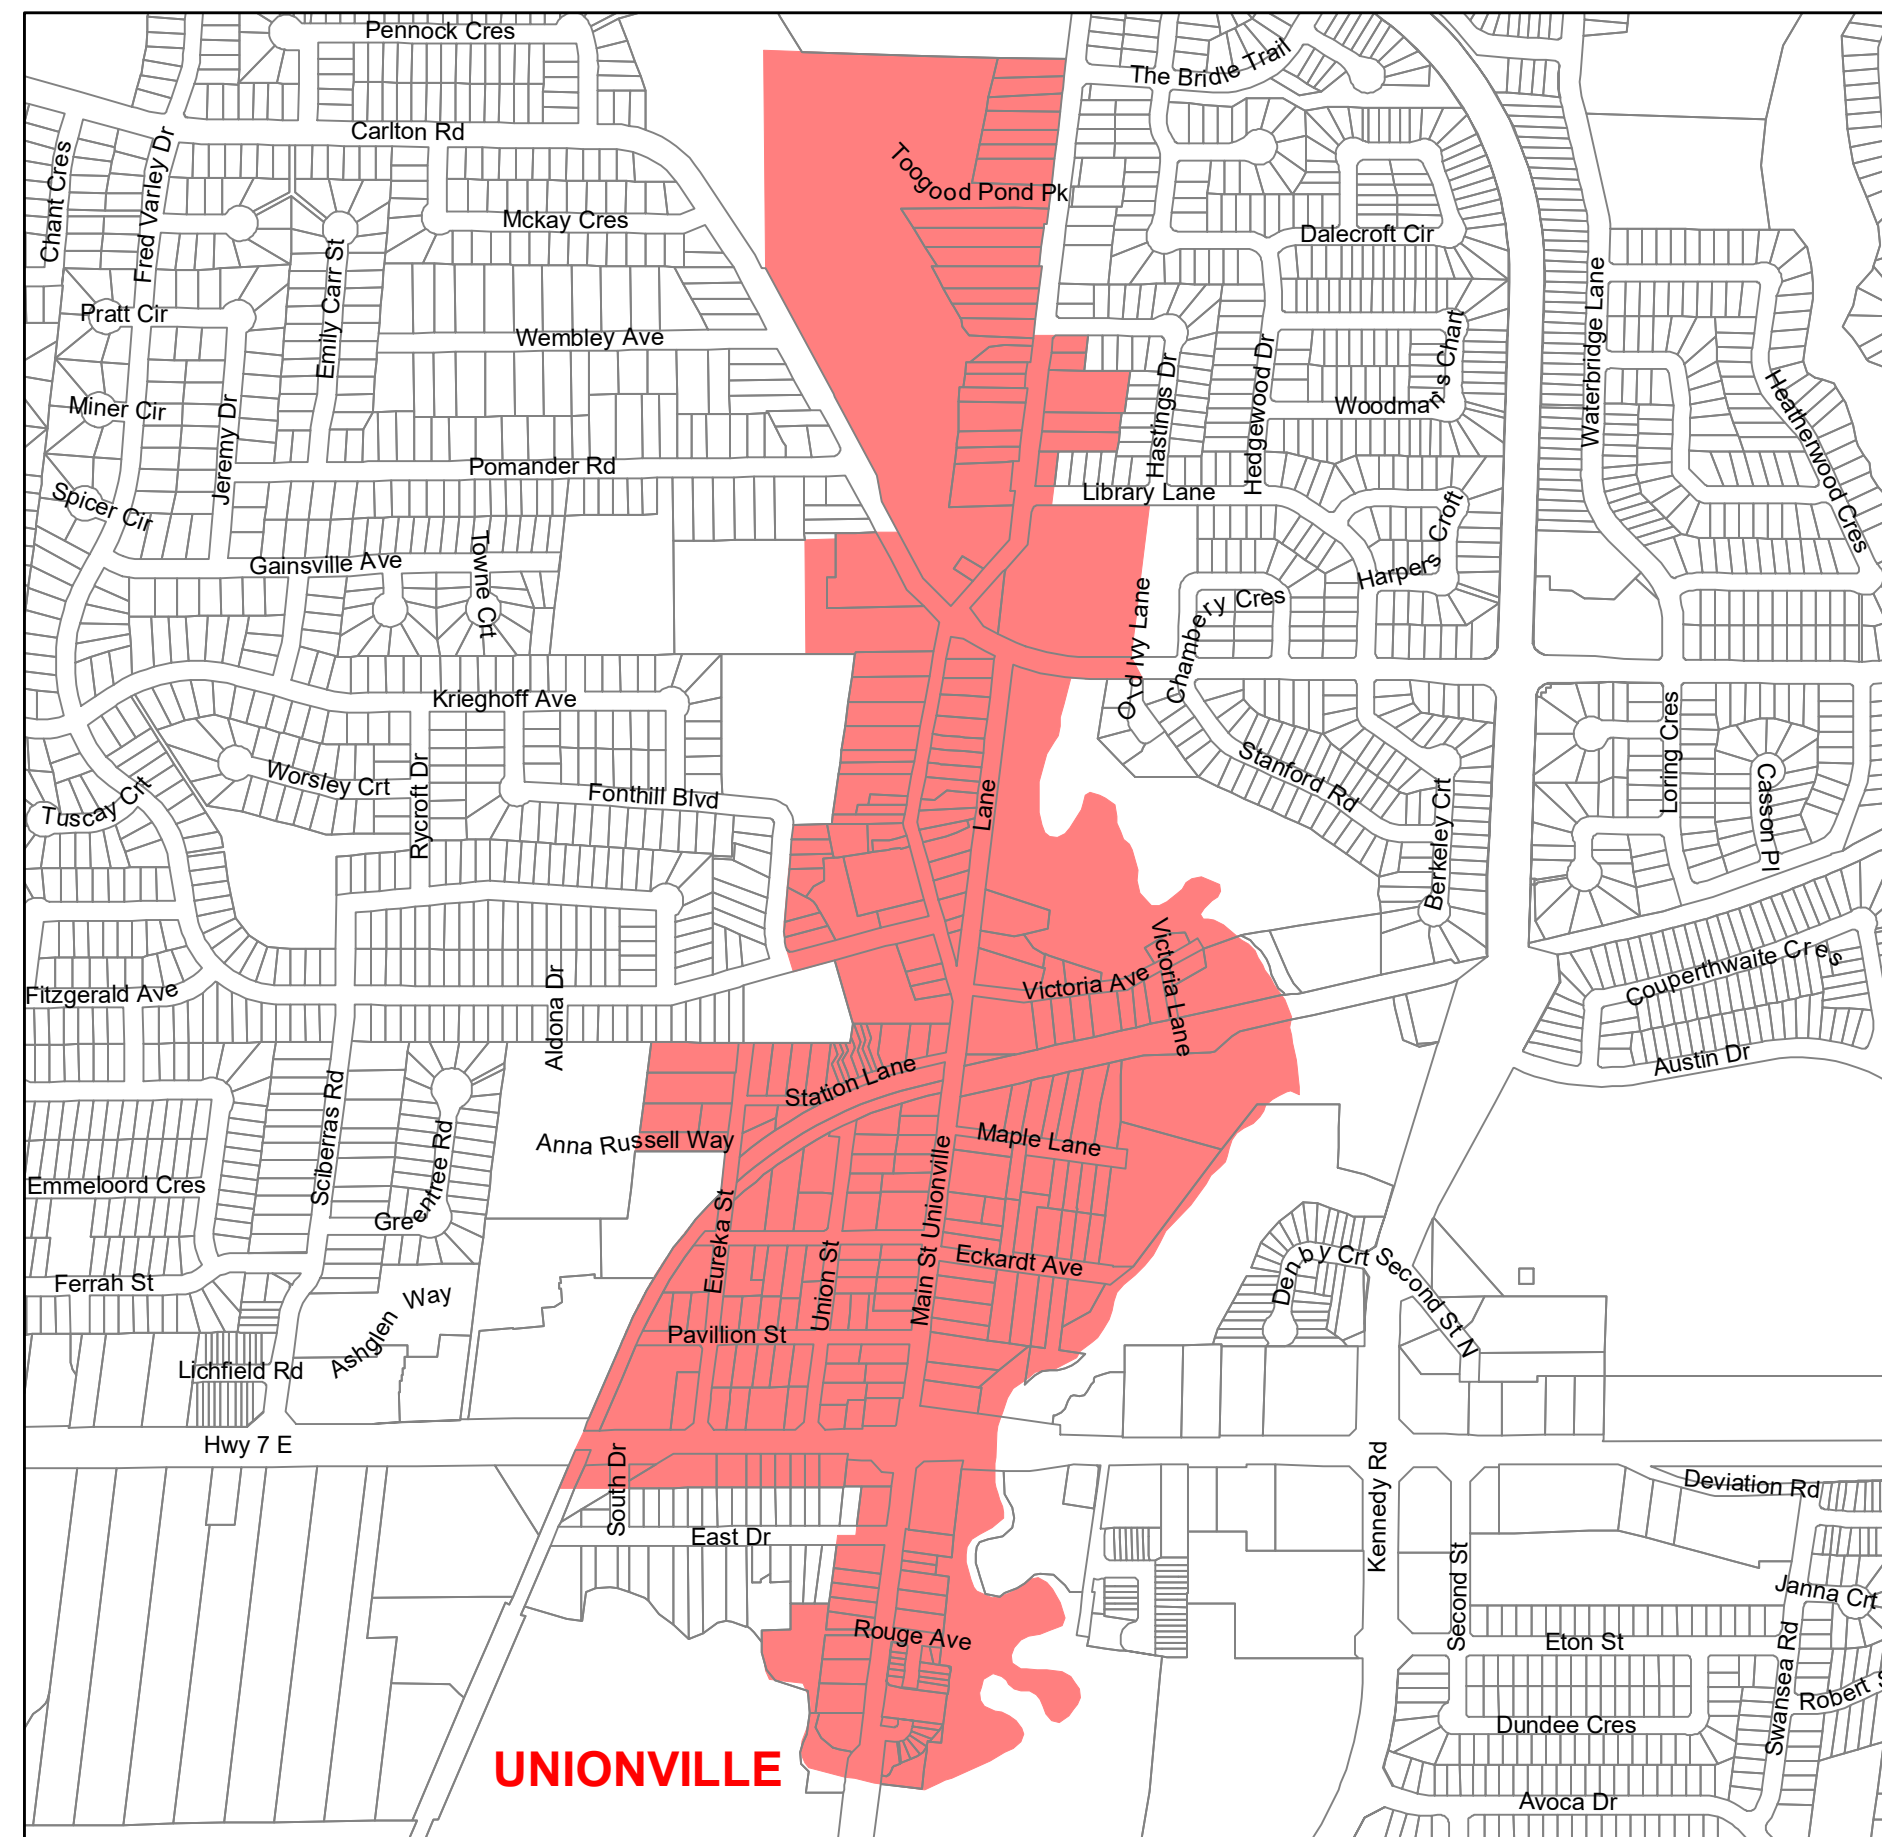 Pennock Cres
The Bridle Trail
Carlton Rd
Chant Cres
Fred Varley Dr
Toogood Pond Pk
Mckay Cres
Dalecroft Cir
Emily Carr St
Pratt Cir
Wembley Ave
Waterbridge Lane
Woodmans Chart
Hastings Dr
Hedgewood Dr
Heatherwood Cres
Miner Cir
Jeremy Dr
Pomander Rd
Spicer Cir
Library Lane
Harpers Croft
Gainsville Ave
Towne Crt
Old Ivy Lane
Chambery Cres
Krieghoff Ave
Loring Cres
Casson Pl
Stanford Rd
Berkeley Crt
Worsley Crt
Rycroft Dr
Fonthill Blvd
Tuscay Crt
Lane
Victoria Ave
Victoria Lane
Couperthwaite Cres
Fitzgerald Ave
Aldona Dr
Austin Dr
Station Lane
Sciberras Rd
Greentree Rd
Anna Russell Way
Maple Lane
Emmeloord Cres
Eureka St
Union St
Main St Unionville
Eckardt Ave
Denby Crt
Second St N
Ferrah St
Ashglen Way
Pavillion St
Lichfield Rd
Hwy 7 E
South Dr
Kennedy Rd
Deviation Rd
East Dr
Second St
Janna Crt
Rouge Ave
Eton St
Swansea Rd
Robert S
Dundee Cres
UNIONVILLE
Avoca Dr